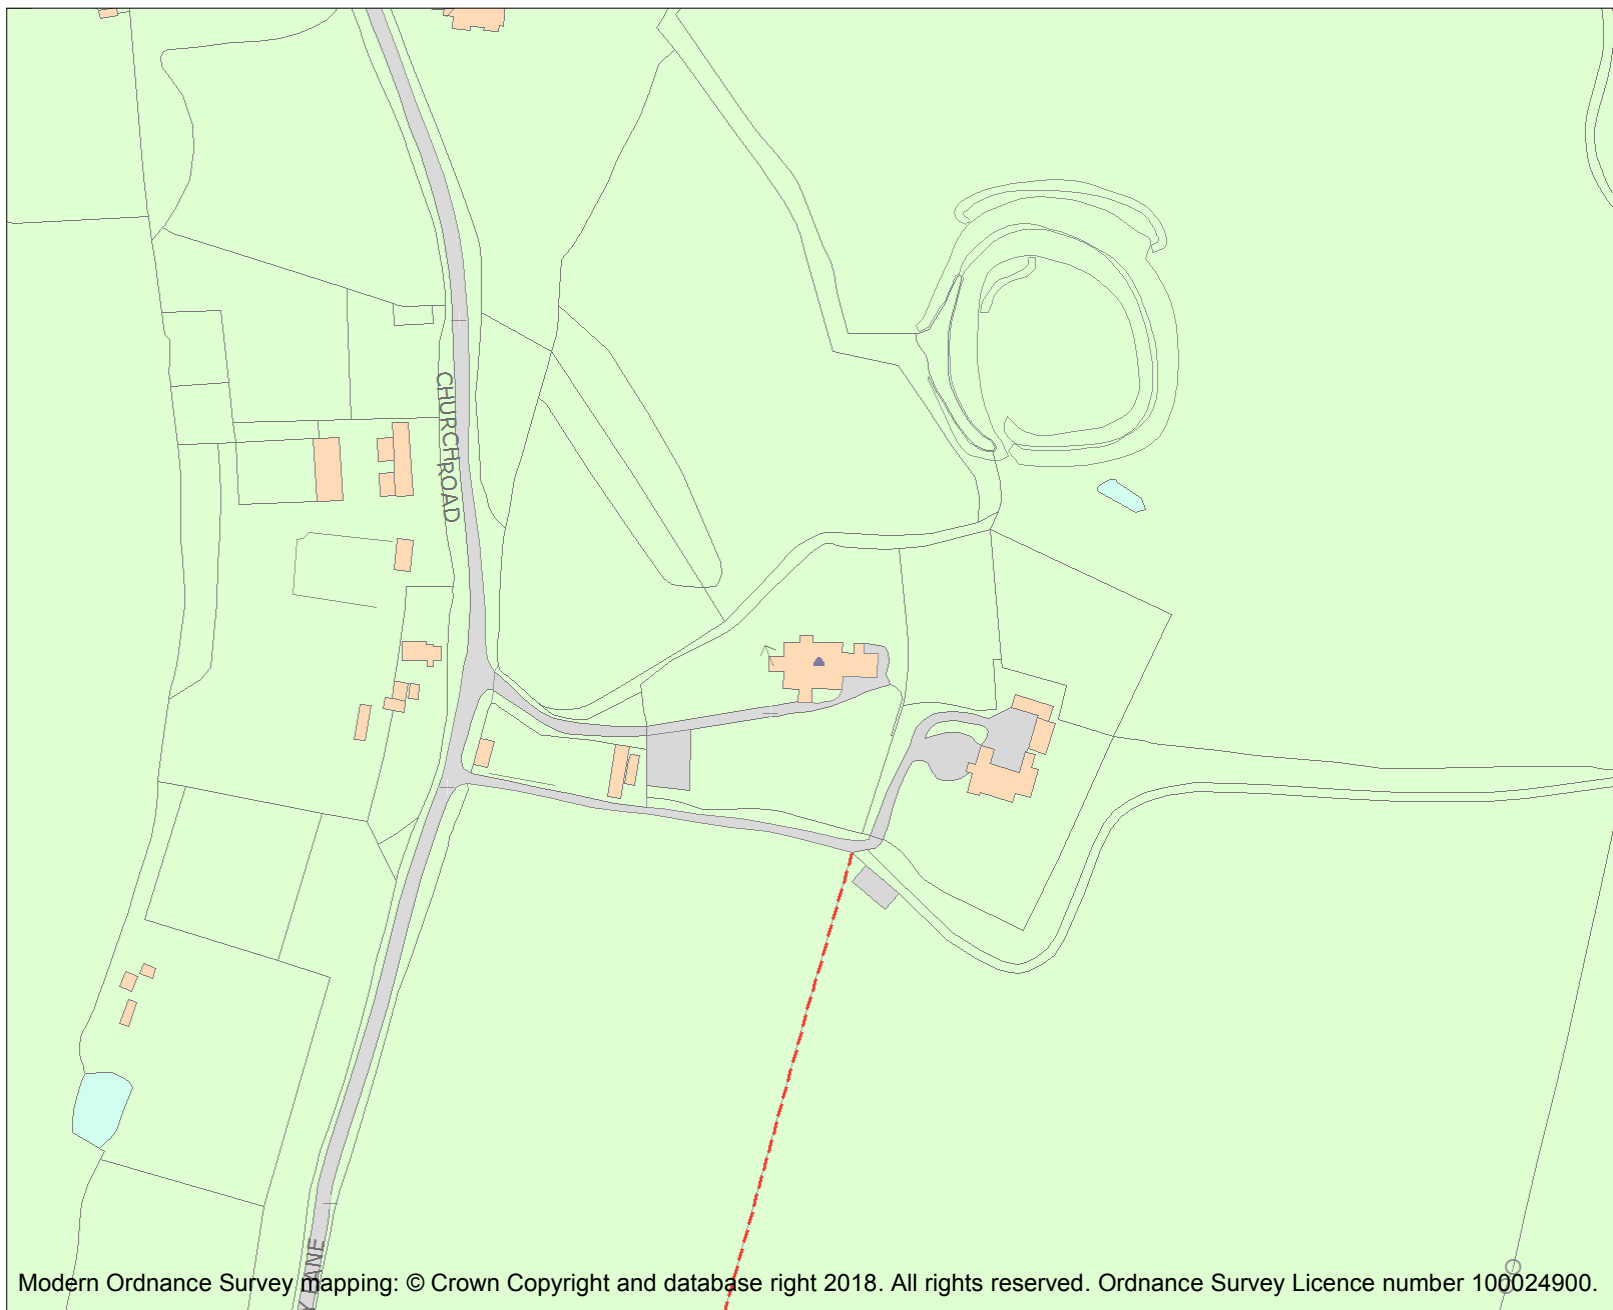 CHURCH ROAD
LANE
Modern Ordnance Survey mapping: © Crown Copyright and database right 2018. All rights reserved. Ordnance Survey Licence number 100024900.